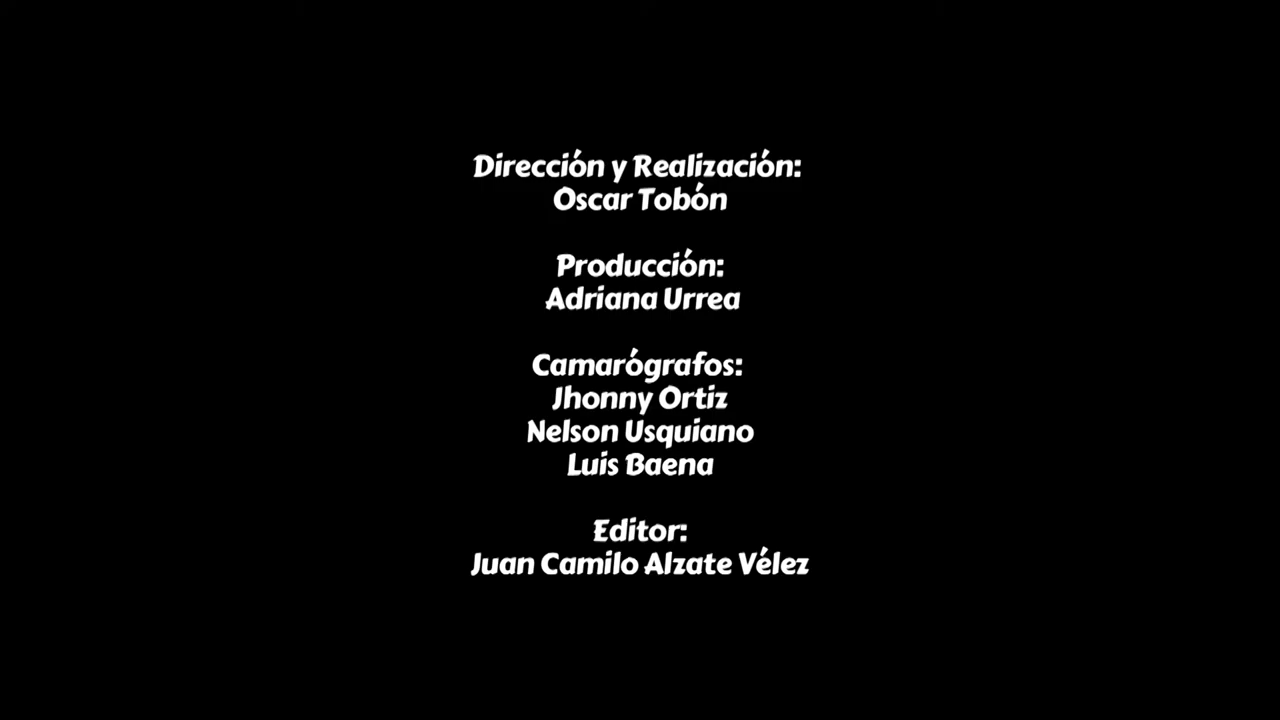 Dirección y Realización:
Oscar Tobón
Producción:
Adriana Urrea
Camarógrafos:
Jhonny Ortiz
Nelson Usquiano
Luis Baena
Editor:
Juan Camilo Alzate Vélez